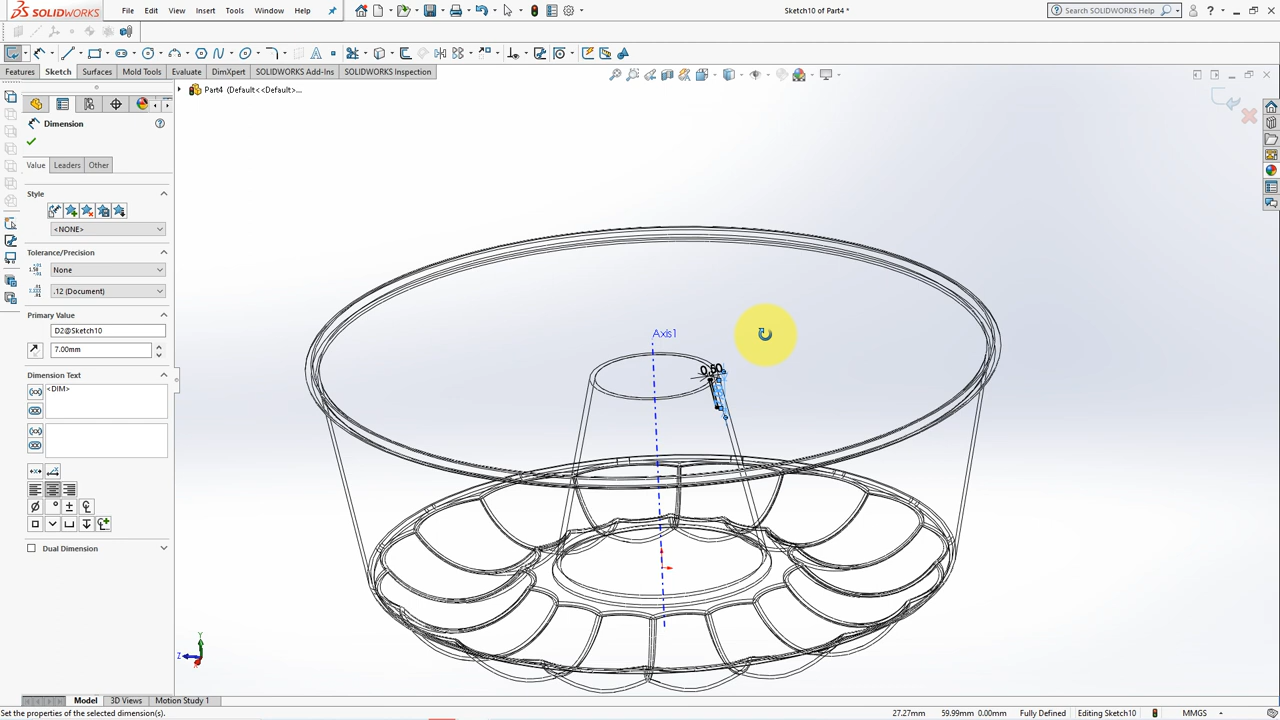 SOLIDWORKS
File Edit View Insert Tools Window Help
Sketch10 of Part4 *
Search SOLIDWORKS Help
Features Sketch Surfaces Mold Tools Evaluate DimXpert SOLIDWORKS Add-Ins SOLIDWORKS Inspection
Part4 (Default<<Default>...
Dimension
Value Leaders Other
Style
<NONE>
Tolerance/Precision
None
.12 (Document)
Primary Value
D2@Sketch10
7.00mm
Dimension Text
<DIM>
Dual Dimension
Axis1
0.50
Y
Z
Model 3D Views Motion Study 1
Set the properties of the selected dimension(s).
27.27mm 59.99mm 0.00mm Fully Defined Editing Sketch10 MMGS